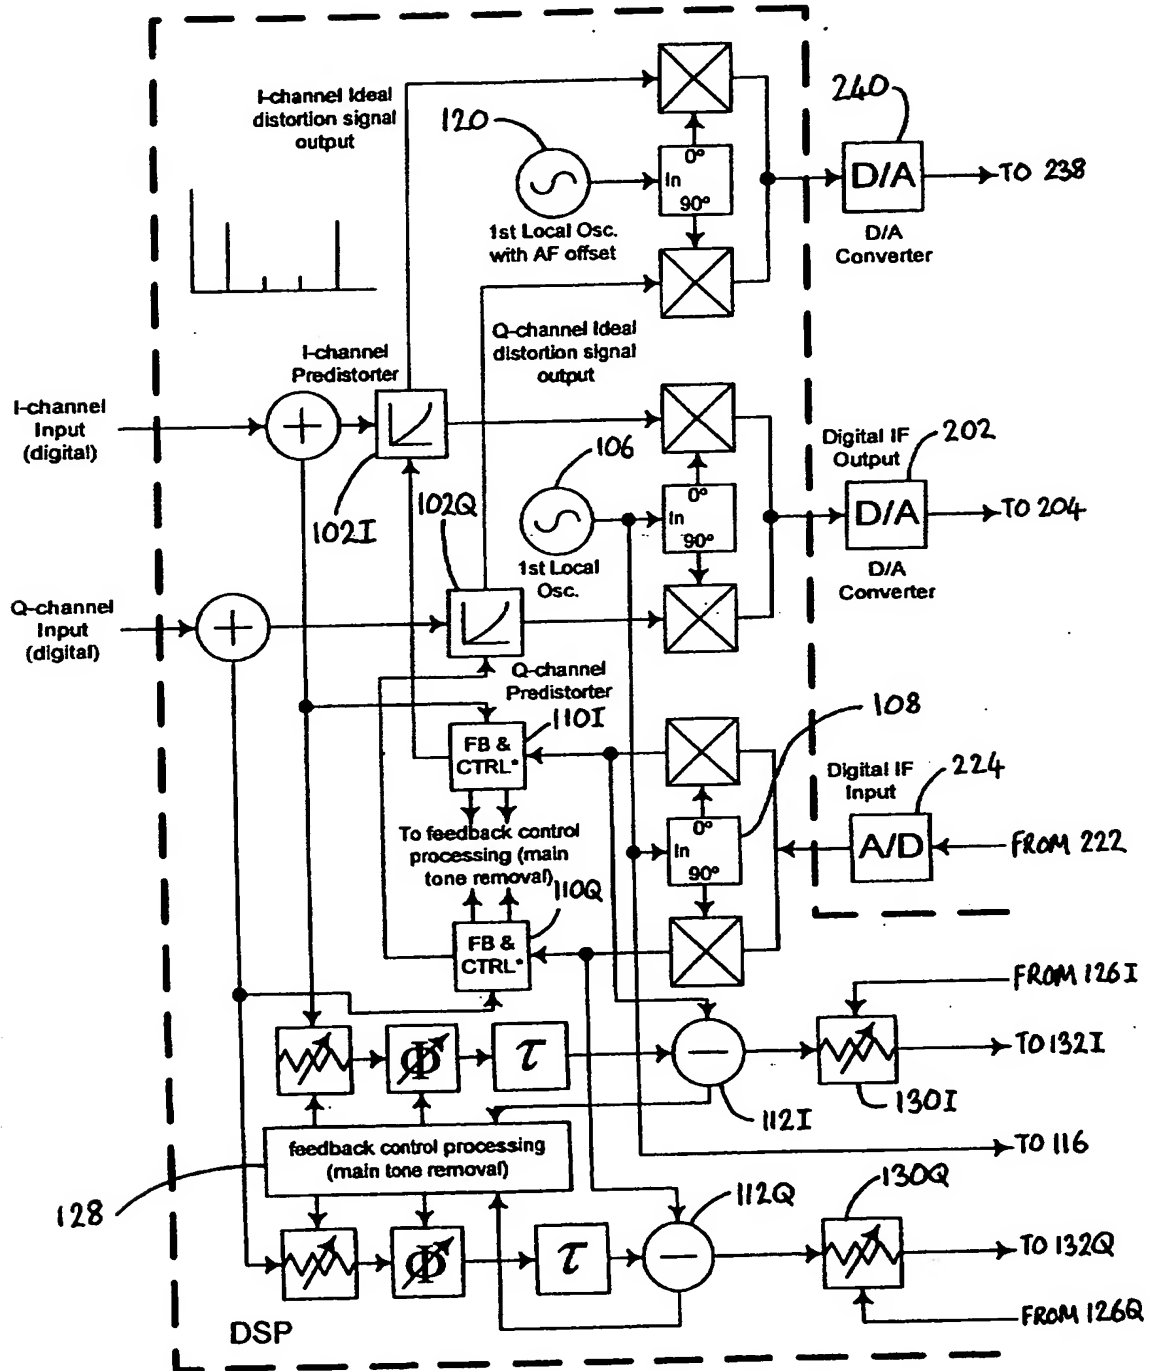 I-channel Ideal
distortion signal
output
120
240
0°
In
90°
D/A
TO 238
1st Local Osc.
with AF offset
D/A
Converter
Q-channel Ideal
distortion signal
output
I-channel
Predistorter
I-channel
Input
(digital)
102I
102Q
106
0°
In
90°
Digital IF
Output
202
D/A
TO 204
1st Local
Osc.
D/A
Converter
Q-channel
Input
(digital)
Q-channel
Predistorter
110I
FB &
CTRL*
108
Digital IF
Input
224
To feedback control
processing (main
tone removal)
0°
In
90°
A/D
FROM 222
110Q
FB &
CTRL*
FROM 126I
Φ
τ
TO 132I
112I
130I
feedback control processing
(main tone removal)
TO 116
128
112Q
130Q
Φ
τ
TO 132Q
FROM 126Q
DSP